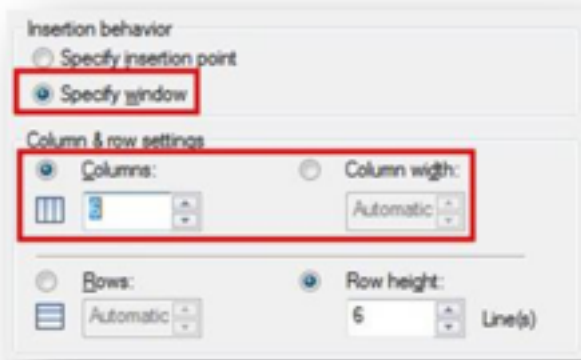 Insertion behavior
Specify insertion point
Specify window
Column & row settings
Columns:
Column width:
Automatic
Rows:
Row height:
Automatic
6
Line(s)